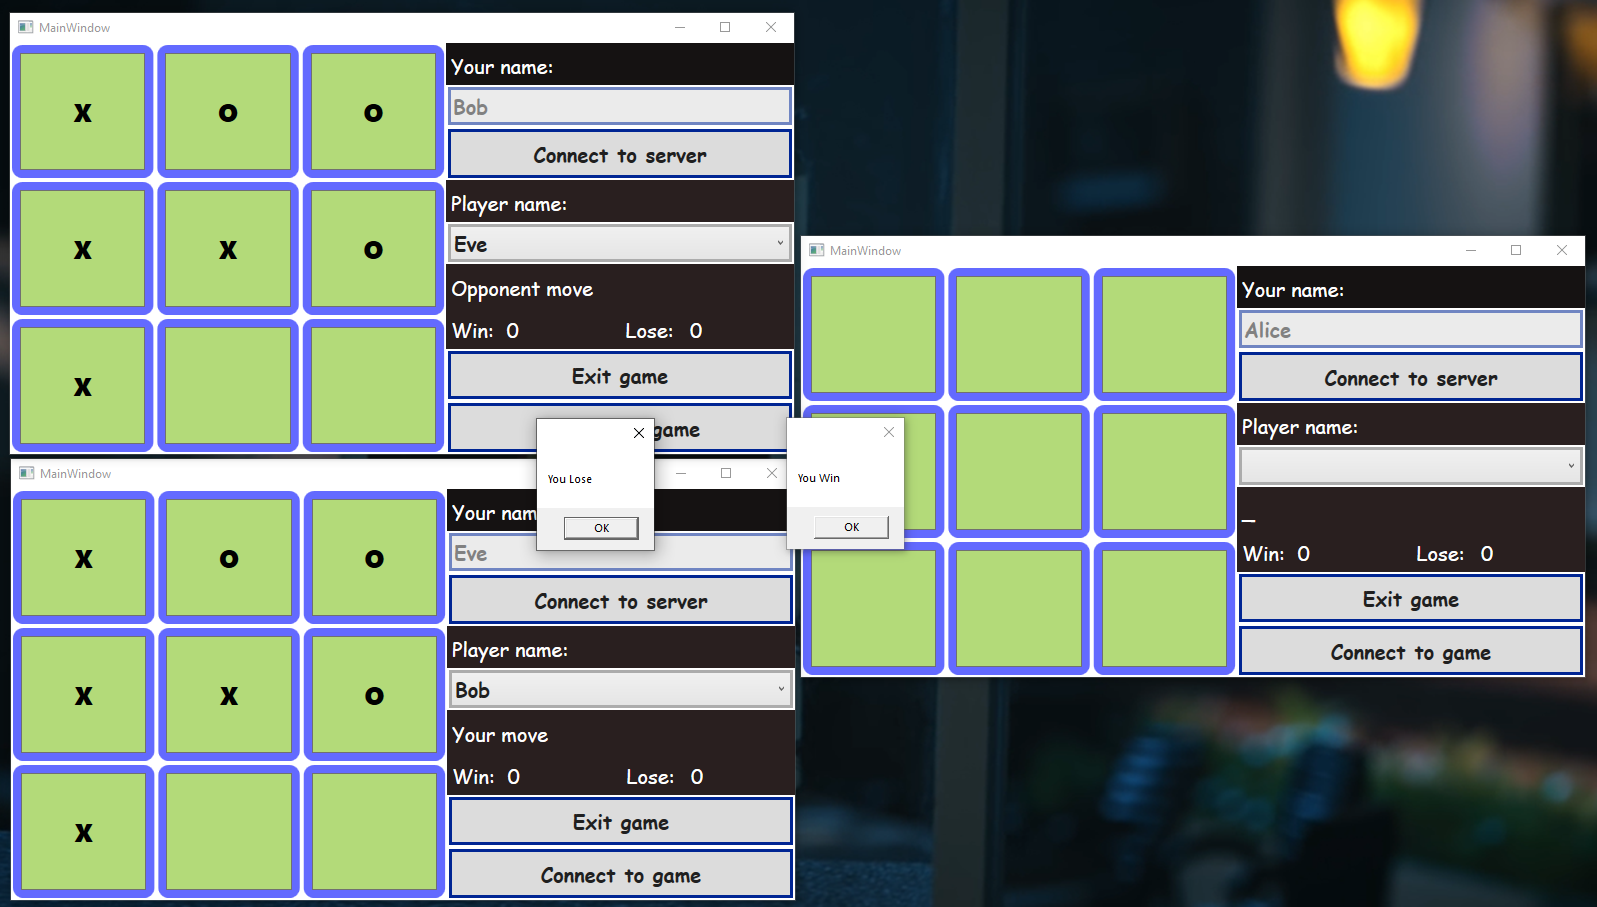 MainWindow
x o o
x x o
x
Your name:
Bob
Connect to server
Player name:
Eve
Opponent move
Win: 0 Lose: 0
Exit game
game
MainWindow
x o o
x x o
x
Your nam
Eve
Connect to server
Player name:
Bob
Your move
Win: 0 Lose: 0
Exit game
Connect to game
You Lose
OK
You Win
OK
MainWindow
Your name:
Alice
Connect to server
Player name:
—
Win: 0 Lose: 0
Exit game
Connect to game